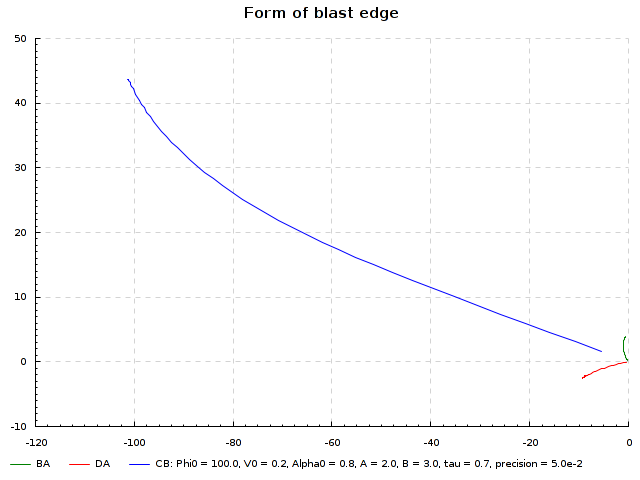 Form of blast edge
50
40
30
20
10
0
-10
-120 -100 -80 -60 -40 -20 0
BA DA CB: Phi0 = 100.0, V0 = 0.2, Alpha0 = 0.8, A = 2.0, B = 3.0, tau = 0.7, precision = 5.0e-2